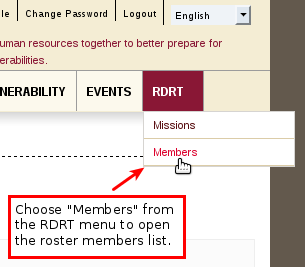 le Change Password Logout English
uman resources together to better prepare for
erabilities.
NERABILITY EVENTS RDRT
Missions
Members
Choose "Members" from
the RDRT menu to open
the roster members list.